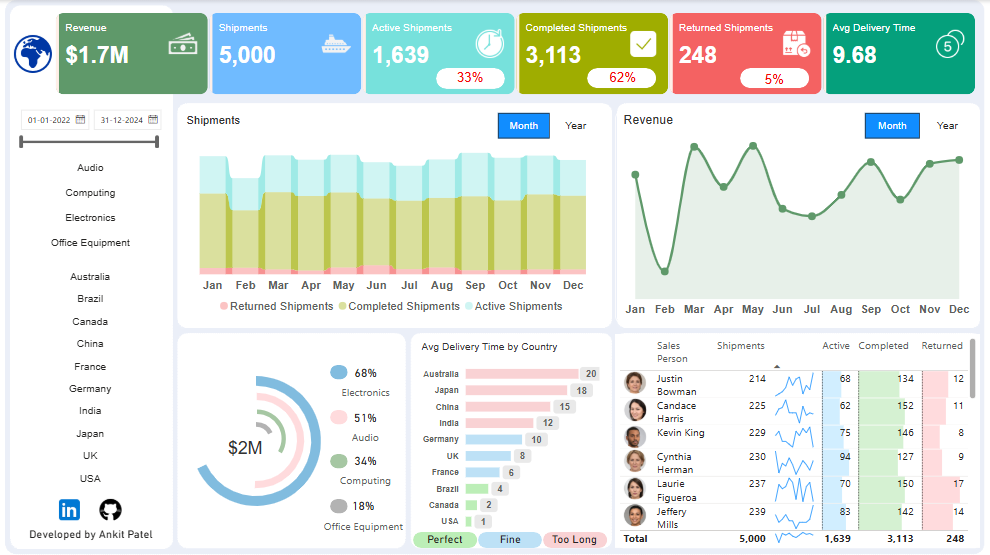 Revenue
$1.7M
Shipments
5,000
Active Shipments
1,639
33%
Completed Shipments
3,113
62%
Returned Shipments
248
5%
Avg Delivery Time
9.68
5
01-01-2022 31-12-2024
Audio
Computing
Electronics
Office Equipment
Australia
Brazil
Canada
China
France
Germany
India
Japan
UK
USA
in
Developed by Ankit Patel
Shipments
Month Year
Jan Feb Mar Apr May Jun Jul Aug Sep Oct Nov Dec
Returned Shipments Completed Shipments Active Shipments
Revenue
Month Year
Jan Feb Mar Apr May Jun Jul Aug Sep Oct Nov Dec
$2M
68%
Electronics
51%
Audio
34%
Computing
18%
Office Equipment
Avg Delivery Time by Country
Australia 20
Japan 18
China 15
India 12
Germany 10
UK 8
France 6
Brazil 4
Canada 2
USA 1
Perfect Fine Too Long
Sales Person Shipments Active Completed Returned
Justin Bowman 214 68 134 12
Candace Harris 225 62 152 11
Kevin King 229 75 146 8
Cynthia Herman 230 94 127 9
Laurie Figueroa 237 70 150 17
Jeffery Mills 239 83 142 14
Total 5,000 1,639 3,113 248